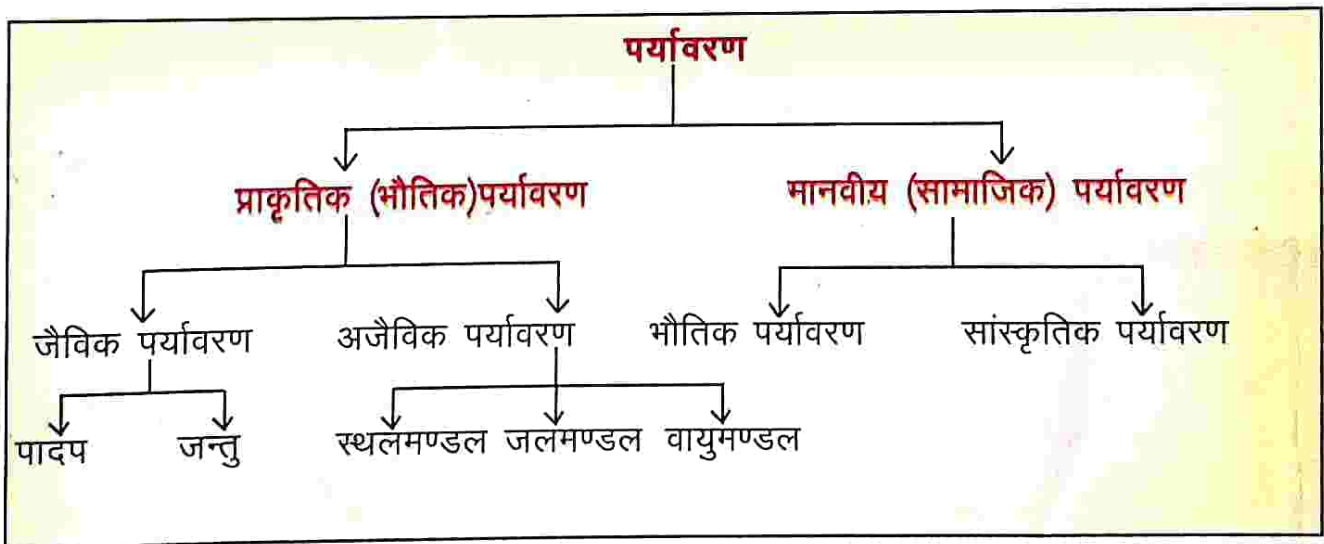 पर्यावरण
प्राकृतिक (भौतिक)पर्यावरण मानवीय (सामाजिक) पर्यावरण
जैविक पर्यावरण अजैविक पर्यावरण भौतिक पर्यावरण सांस्कृतिक पर्यावरण
पादप जन्तु स्थलमण्डल जलमण्डल वायुमण्डल